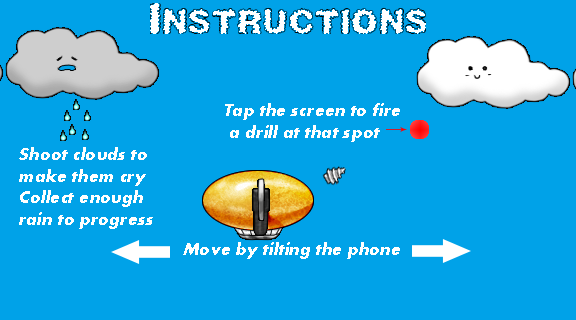 INSTRUCTIONS
Tap the screen to fire
a drill at that spot
Shoot clouds to
make them cry
Collect enough
rain to progress
Move by tilting the phone